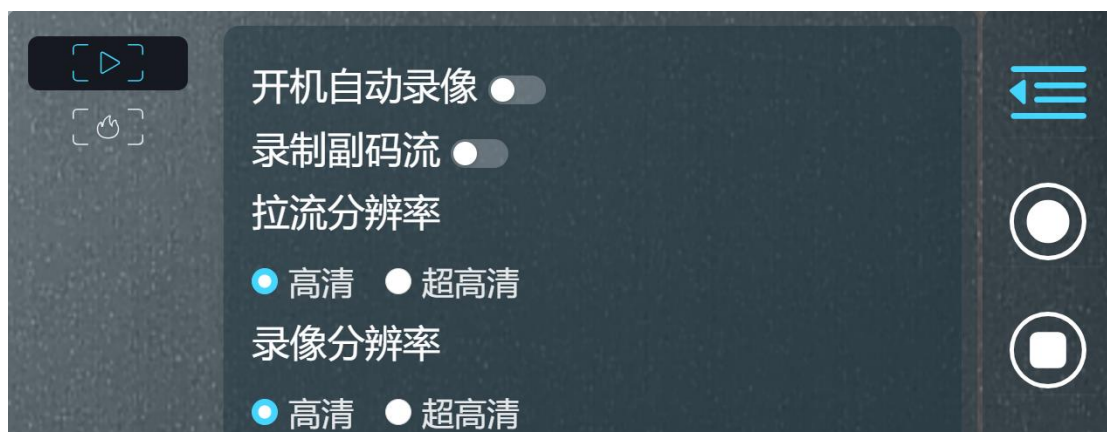 开机自动录像
录制副码流
拉流分辨率
高清 超高清
录像分辨率
高清 超高清